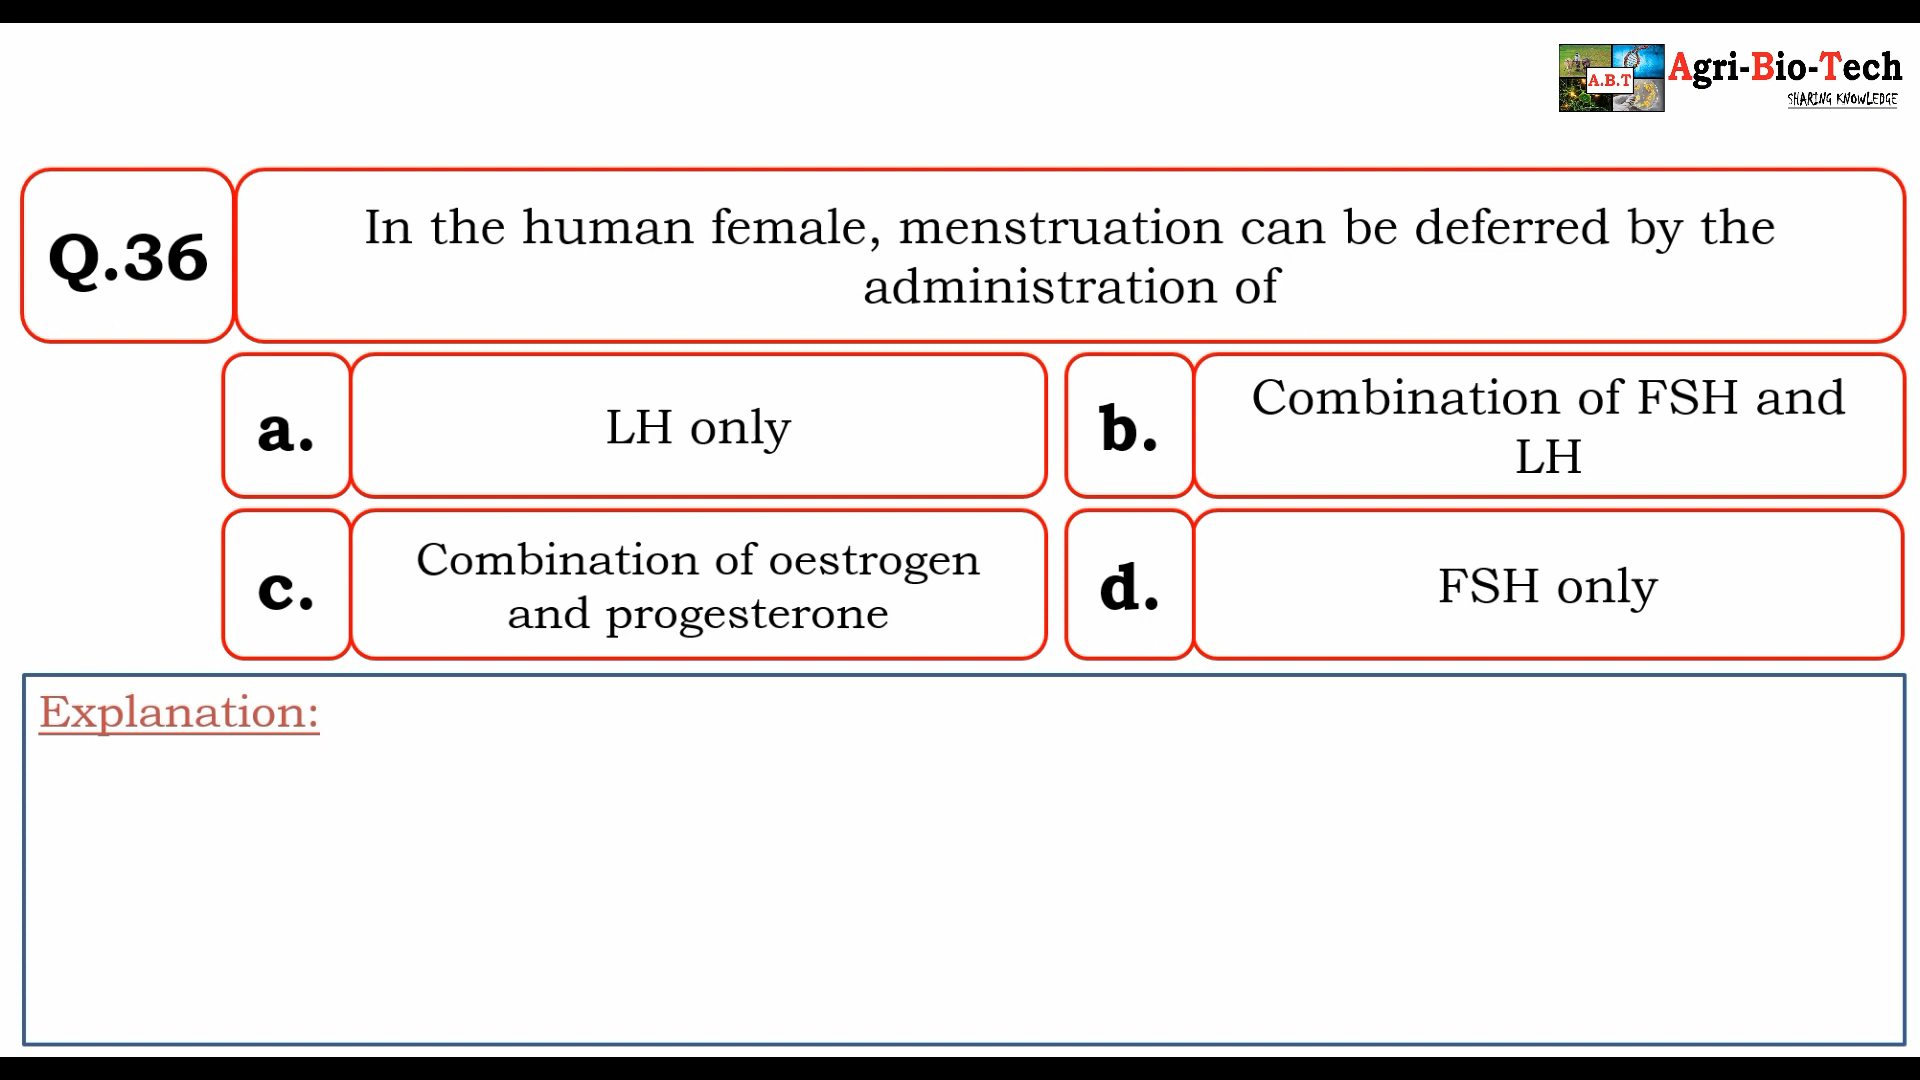 A.B.T
Agri-Bio-Tech
SHARING KNOWLEDGE
Q.36
In the human female, menstruation can be deferred by the
administration of
a.
LH only
b.
Combination of FSH and
LH
c.
Combination of oestrogen
and progesterone
d.
FSH only
Explanation: